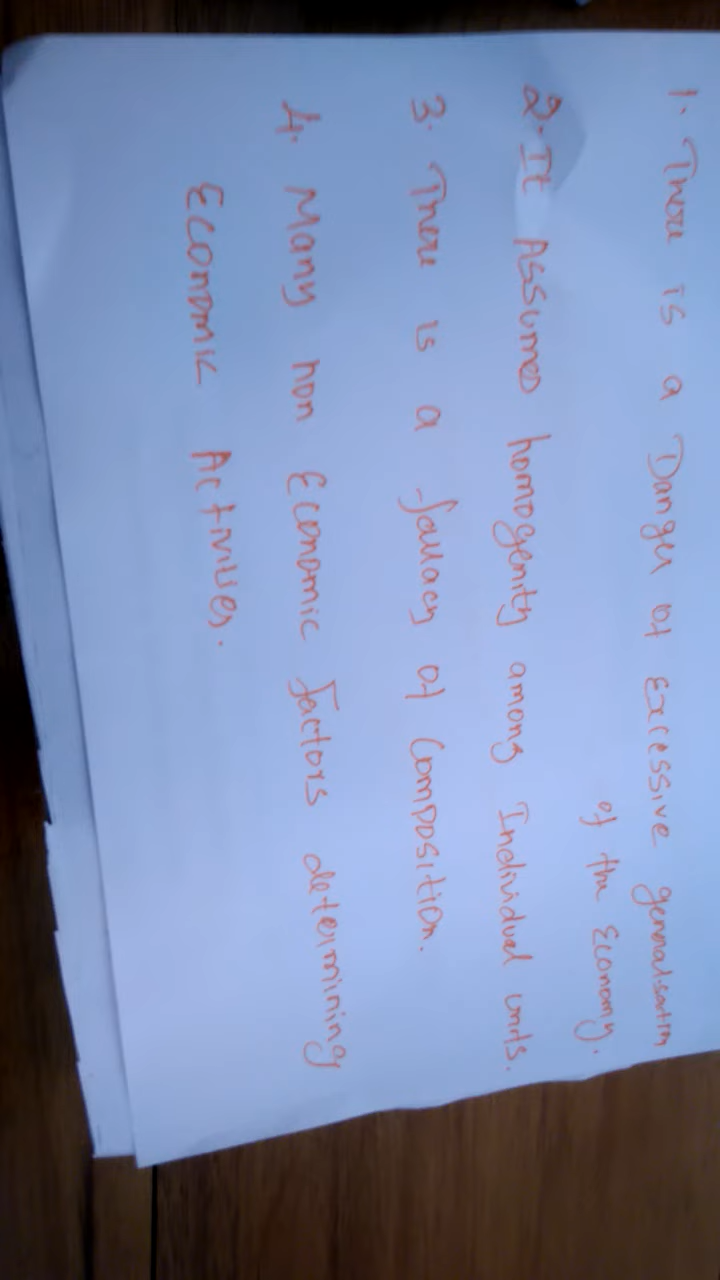 1. There is a Danger of Excessive generalisation
of the Economy.
2. It Assumes homogenity among Individual units.
3. There is a fallacy of Composition.
4. Many non Economic factors determining
Economic Activities.